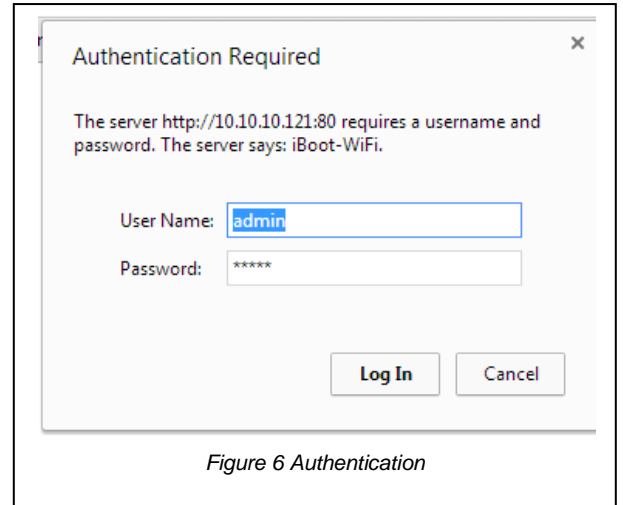 Authentication Required
×
The server http://10.10.10.121:80 requires a username and
password. The server says: iBoot-WiFi.
User Name: admin
Password: *****
Log In Cancel
Figure 6 Authentication